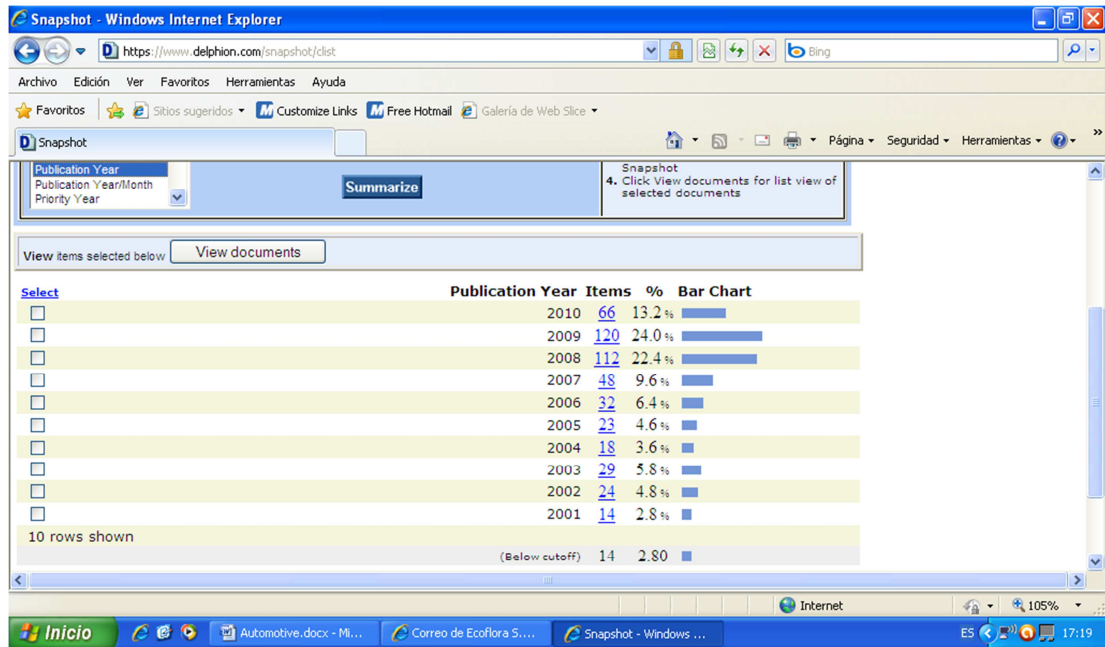 Snapshot - Windows Internet Explorer
https://www.delphion.com/snapshot/clist
Bing
Archivo Edición Ver Favoritos Herramientas Ayuda
Favoritos Sitios sugeridos Customize Links Free Hotmail Galería de Web Slice
Snapshot Página Seguridad Herramientas »
Publication Year
Publication Year/Month
Priority Year
Summarize
Snapshot
4. Click View documents for list view of
selected documents
View items selected below View documents
Select Publication Year Items % Bar Chart
2010 66 13.2 %
2009 120 24.0 %
2008 112 22.4 %
2007 48 9.6 %
2006 32 6.4 %
2005 23 4.6 %
2004 18 3.6 %
2003 29 5.8 %
2002 24 4.8 %
2001 14 2.8 %
10 rows shown
(Below cutoff) 14 2.80
Internet 105%
Inicio Automotive.docx - Mi... Correo de Ecoflora S.... Snapshot - Windows ... ES 17:19